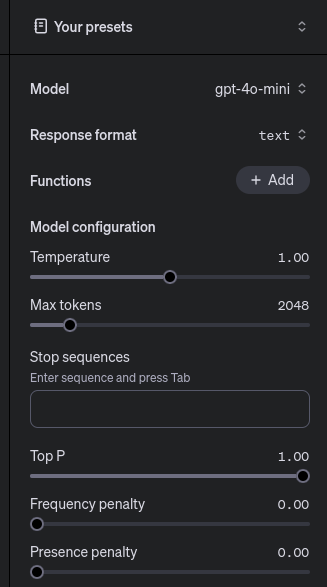 Your presets
Model gpt-4o-mini
Response format text
Functions + Add
Model configuration
Temperature 1.00
Max tokens 2048
Stop sequences
Enter sequence and press Tab
Top P 1.00
Frequency penalty 0.00
Presence penalty 0.00